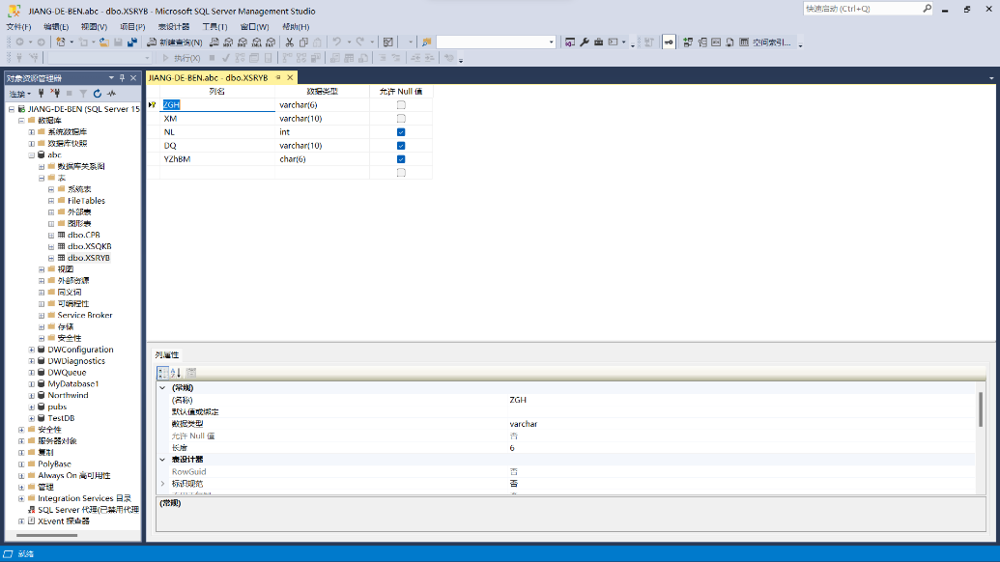 JIANG-DE-BEN.abc - dbo.XSRYB - Microsoft SQL Server Management Studio
快速启动 (Ctrl+Q)
文件(F) 编辑(E) 视图(V) 项目(P) 表设计器 工具(T) 窗口(W) 帮助(H)
新建查询(N)
空间索引...
执行(X)
对象资源管理器
连接
JIANG-DE-BEN (SQL Server 15
数据库
系统数据库
数据库快照
abc
数据库关系图
表
系统表
FileTables
外部表
图形表
dbo.CPB
dbo.XSQKB
dbo.XSRYB
视图
外部资源
同义词
可编程性
Service Broker
存储
安全性
DWConfiguration
DWDiagnostics
DWQueue
MyDatabase1
Northwind
pubs
TestDB
安全性
服务器对象
复制
PolyBase
Always On 高可用性
管理
Integration Services 目录
SQL Server 代理(已禁用代理
XEvent 探查器
JIANG-DE-BEN.abc - dbo.XSRYB
列名 数据类型 允许 Null 值
ZGH varchar(6)
XM varchar(10)
NL int
DQ varchar(10)
YZhBM char(6)
列属性
(常规)
(名称) ZGH
默认值或绑定
数据类型 varchar
允许 Null 值 否
长度 6
表设计器
RowGuid 否
标识规范 否
(常规)
就绪